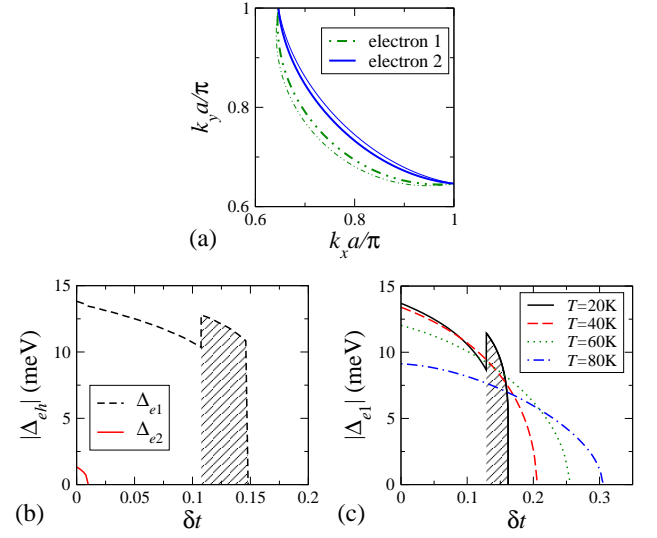 1
0.8
0.6
0.6
0.8
1
k_y a/π
k_x a/π
electron 1
electron 2
(a)
15
10
5
0
0
0.05
0.1
0.15
0.2
|Δ_eh| (meV)
δt
Δ_e1
Δ_e2
(b)
15
10
5
0
0
0.1
0.2
0.3
|Δ_e1| (meV)
δt
T=20K
T=40K
T=60K
T=80K
(c)